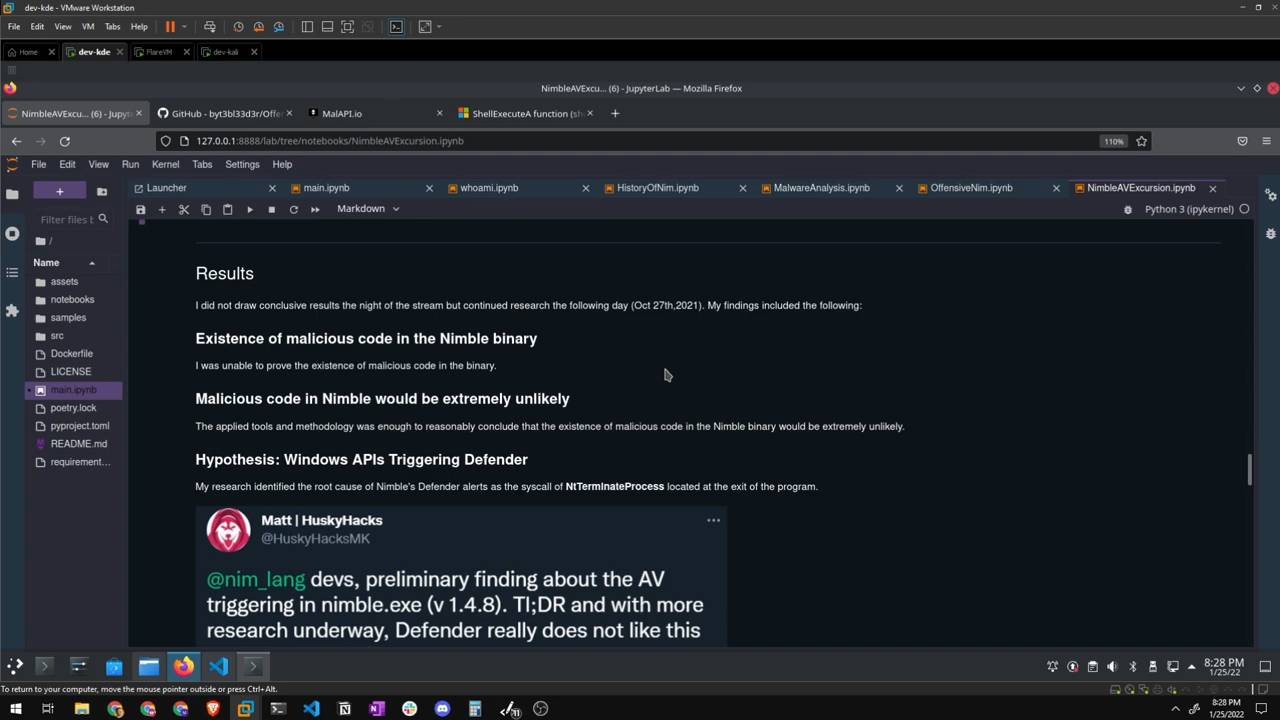 dev-kde - VMware Workstation
File Edit View VM Tabs Help
Home dev-kde FlareVM dev-kali
NimbleAVExcu... (6) - JupyterLab — Mozilla Firefox
NimbleAVExcu... (6) - Jupyt GitHub - byt3bl33d3r/Offe MalAPI.io ShellExecuteA function (sh
127.0.0.1:8888/lab/tree/notebooks/NimbleAVExcursion.ipynb 110%
File Edit View Run Kernel Tabs Settings Help
Launcher main.ipynb whoami.ipynb HistoryOfNim.ipynb MalwareAnalysis.ipynb OffensiveNim.ipynb NimbleAVExcursion.ipynb
Markdown Python 3 (ipykernel)
Filter files b
/
Name
assets
notebooks
samples
src
Dockerfile
LICENSE
main.ipynb
poetry.lock
pyproject.toml
README.md
requirement...
Results
I did not draw conclusive results the night of the stream but continued research the following day (Oct 27th,2021). My findings included the following:
Existence of malicious code in the Nimble binary
I was unable to prove the existence of malicious code in the binary.
Malicious code in Nimble would be extremely unlikely
The applied tools and methodology was enough to reasonably conclude that the existence of malicious code in the Nimble binary would be extremely unlikely.
Hypothesis: Windows APIs Triggering Defender
My research identified the root cause of Nimble's Defender alerts as the syscall of NtTerminateProcess located at the exit of the program.
Matt | HuskyHacks
@HuskyHacksMK
@nim_lang devs, preliminary finding about the AV
triggering in nimble.exe (v 1.4.8). Tl;DR and with more
research underway, Defender really does not like this
8:28 PM
1/25/22
To return to your computer, move the mouse pointer outside or press Ctrl+Alt.
8:28 PM
1/25/2022